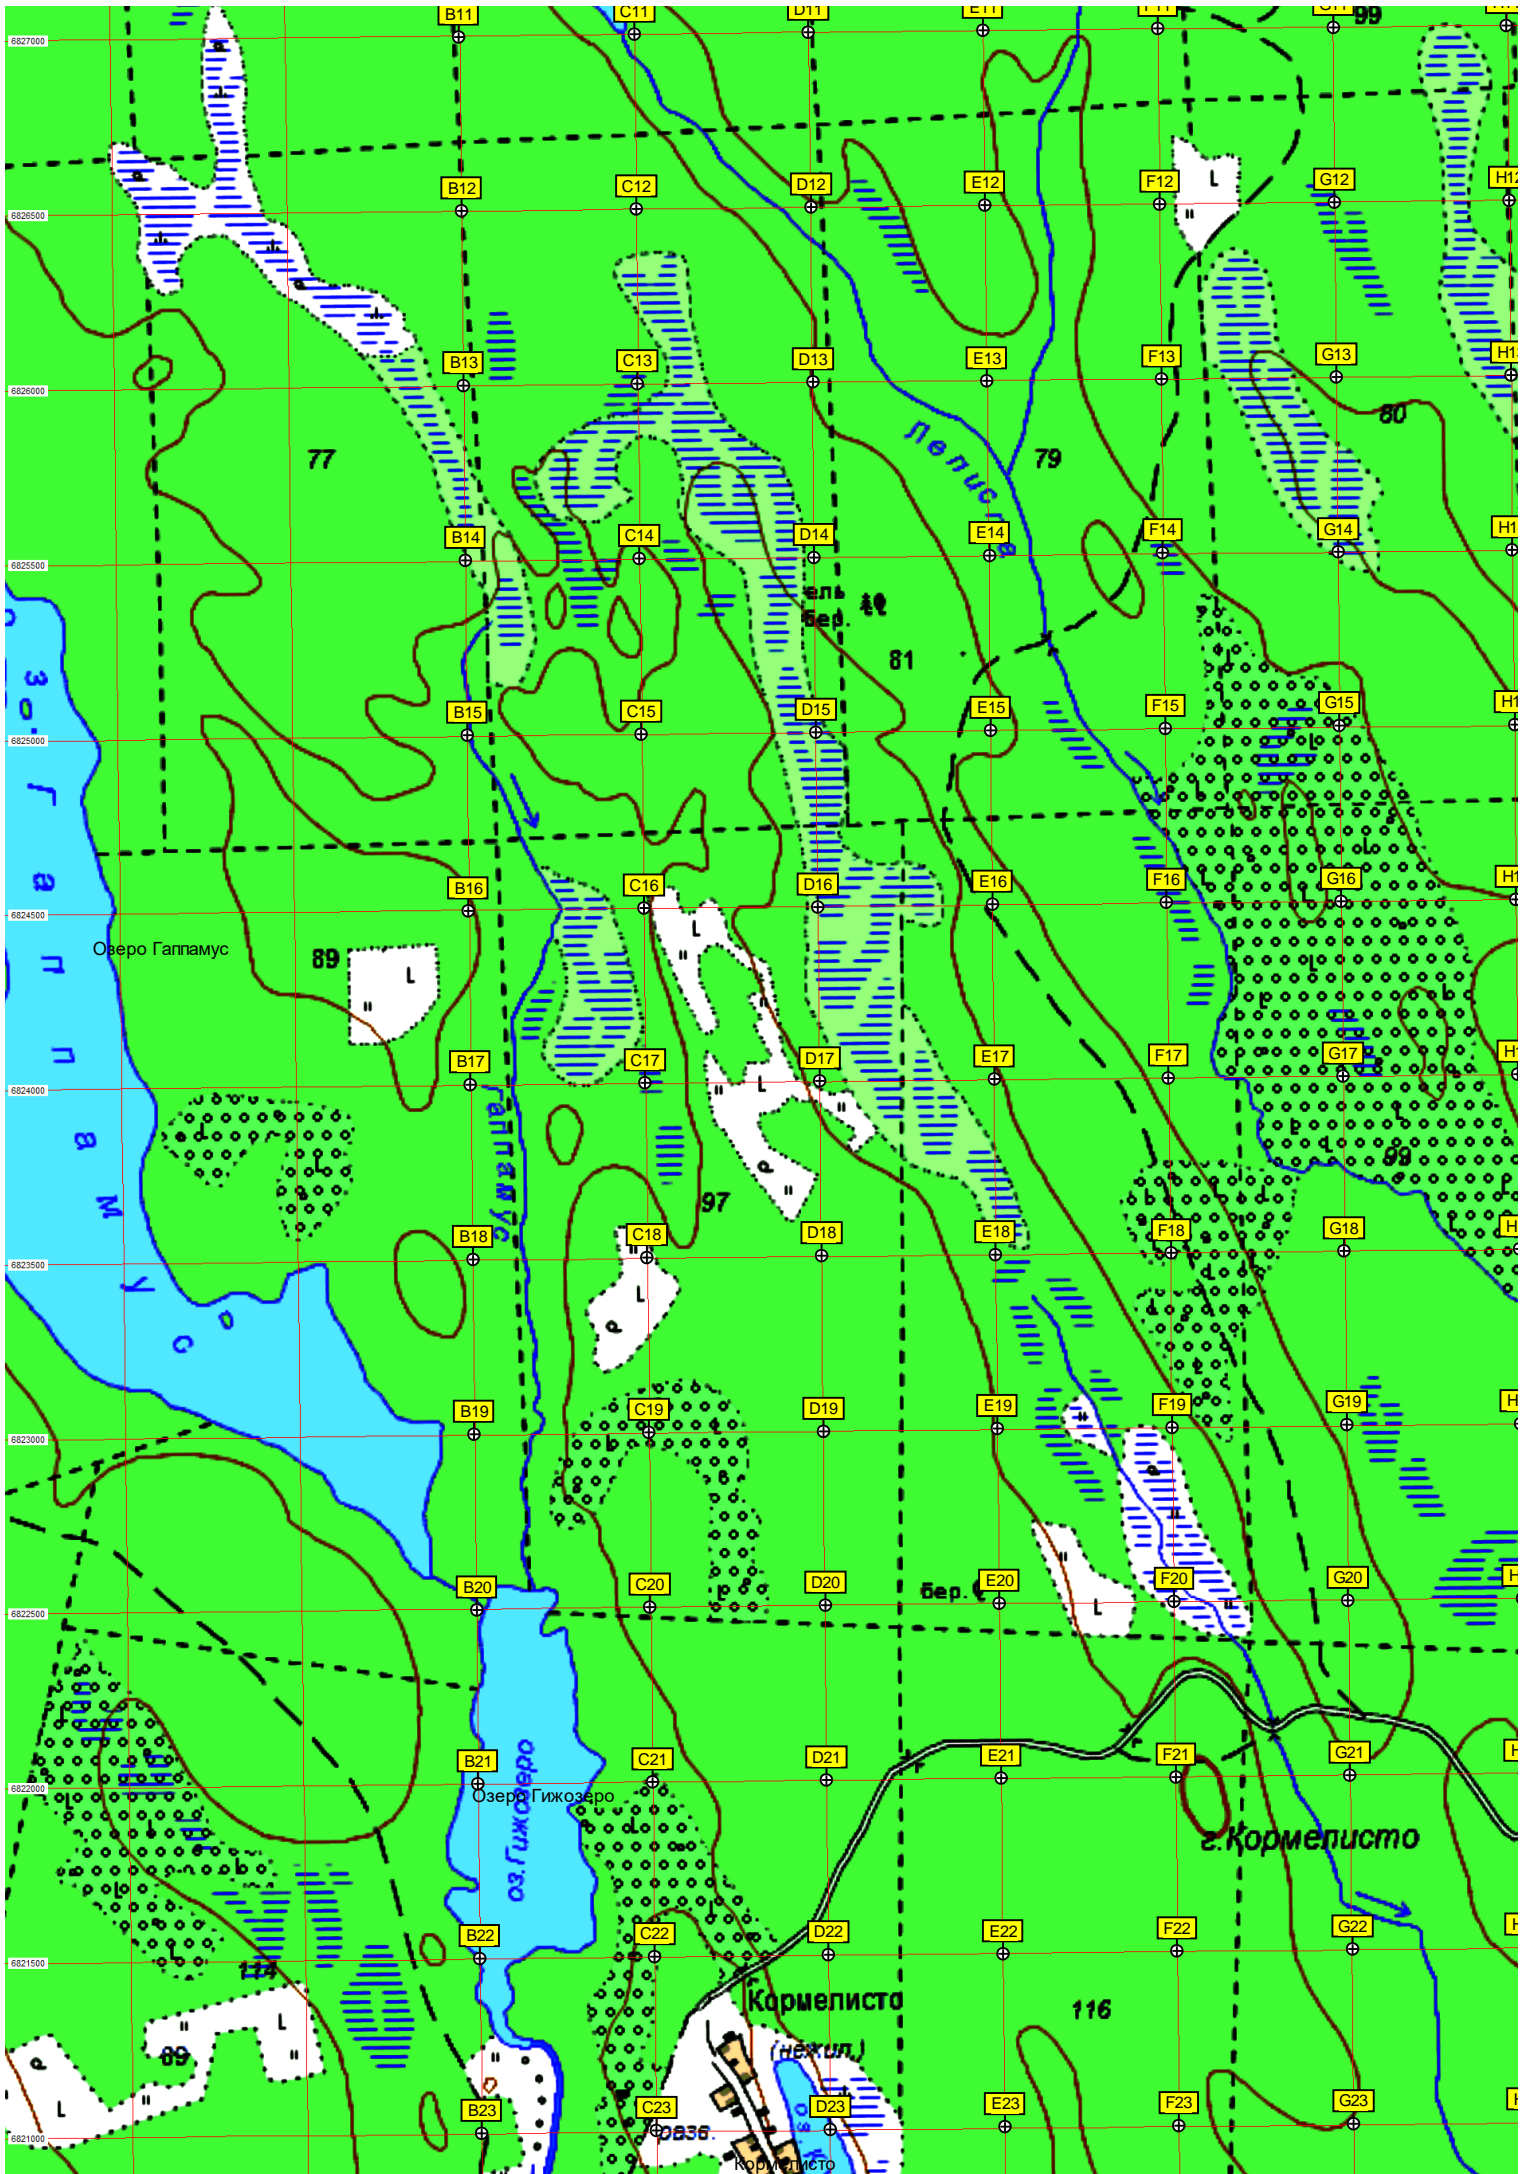 B11 C11 D11 E11 F11 G11
99
6827000
B12 C12 D12 E12 F12 G12 H12
6826500
B13 C13 D13 E13 F13 G13
6826000
80
77
Леписта
79
B14 C14 D14 E14 F14 G14
6825500
ель
бер.
81
B15 C15 D15 E15 F15 G15
6825000
B16 C16 D16 E16 F16 G16
6824500
Озеро Гаппамус
89
оз. Гаппамус
B17 C17 D17 E17 F17 G17
6824000
Гаппамус
99
97
B18 C18 D18 E18 F18 G18
6823500
B19 C19 D19 E19 F19 G19
6823000
B20 C20 D20 E20 F20 G20
бер.
6822500
B21 C21 D21 E21 F21 G21
6822000
Озеро Гижозеро
оз.Гижозеро
г.Кормелисто
B22 C22 D22 E22 F22 G22
6821500
114
Кормелисто
116
(нежил.)
89
B23 C23 D23 E23 F23 G23
6821000
оз.
Кормелисто